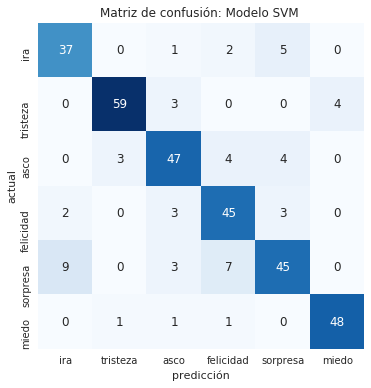 Matriz de confusión: Modelo SVM
actual
ira 37 0 1 2 5 0
tristeza 0 59 3 0 0 4
asco 0 3 47 4 4 0
felicidad 2 0 3 45 3 0
sorpresa 9 0 3 7 45 0
miedo 0 1 1 1 0 48
ira tristeza asco felicidad sorpresa miedo
predicción